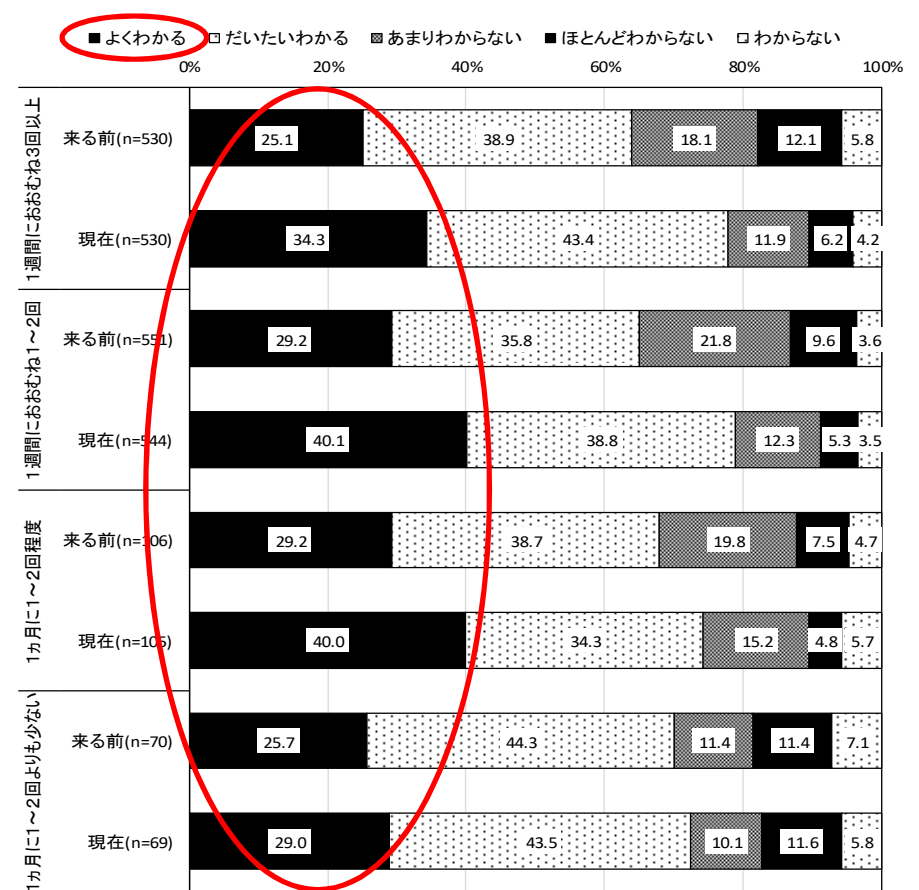 ■よくわかる □だいたいわかる ▩あまりわからない ■ほとんどわからない □わからない
0% 20% 40% 60% 80% 100%
1週間におおむね3回以上
来る前(n=530) 25.1 38.9 18.1 12.1 5.8
現在(n=530) 34.3 43.4 11.9 6.2 4.2
1週間におおむね1～2回
来る前(n=551) 29.2 35.8 21.8 9.6 3.6
現在(n=544) 40.1 38.8 12.3 5.3 3.5
1ヵ月に1～2回程度
来る前(n=106) 29.2 38.7 19.8 7.5 4.7
現在(n=105) 40.0 34.3 15.2 4.8 5.7
1ヵ月に1～2回よりも少ない
来る前(n=70) 25.7 44.3 11.4 11.4 7.1
現在(n=69) 29.0 43.5 10.1 11.6 5.8